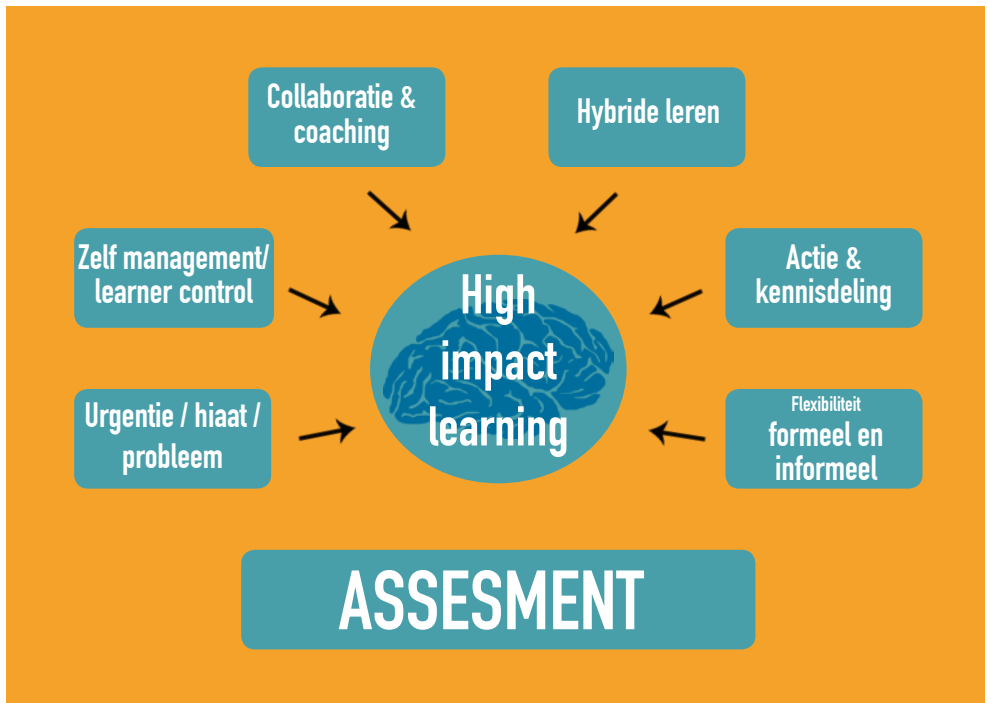 Collaboratie &
coaching
Hybride leren
Zelf management/
learner control
Actie &
kennisdeling
High
impact
learning
Urgentie / hiaat /
probleem
Flexibiliteit
formeel en
informeel
ASSESMENT